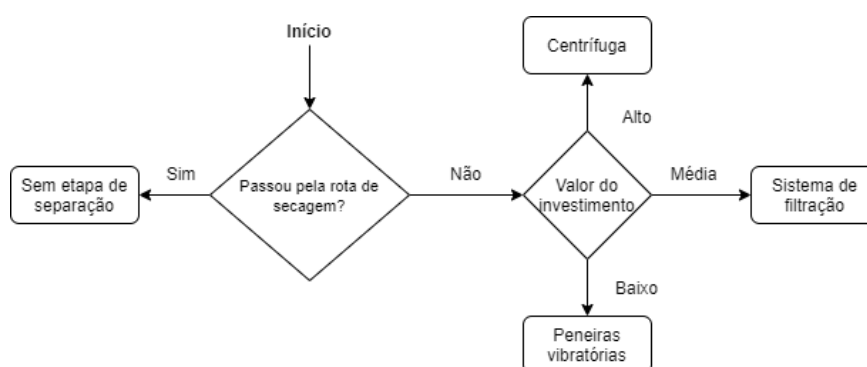 Início
Passou pela rota de
secagem?
Sim
Sem etapa de
separação
Não
Valor do
investimento
Alto
Centrífuga
Média
Sistema de
filtração
Baixo
Peneiras
vibratórias